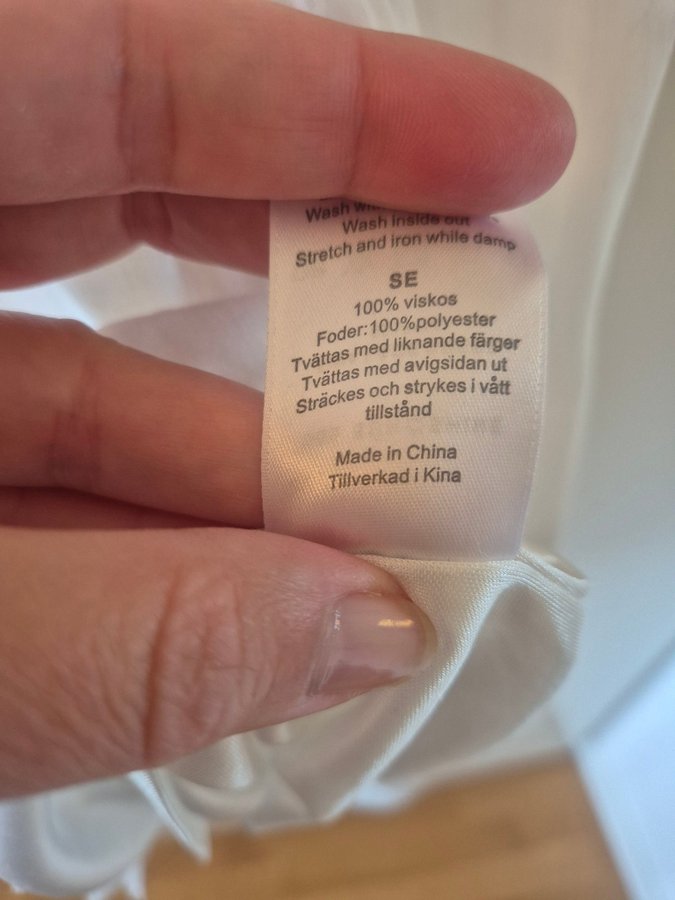 Wash
Wash inside out
Stretch and iron while damp
SE
100% viskos
Foder:100%polyester
Tvättas med liknande färger
Tvättas med avigsidan ut
Sträckes och strykes i vått
tillstånd
Made in China
Tillverkad i Kina